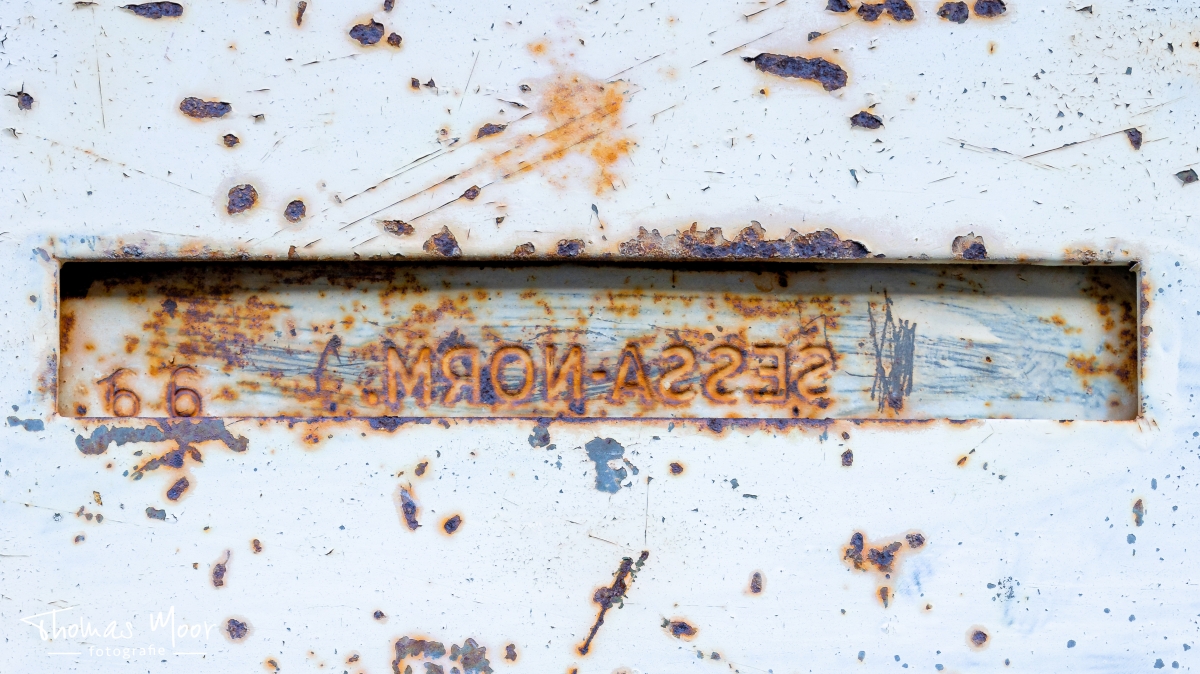 SESSA-NORM.
Thomas Moor
fotografie